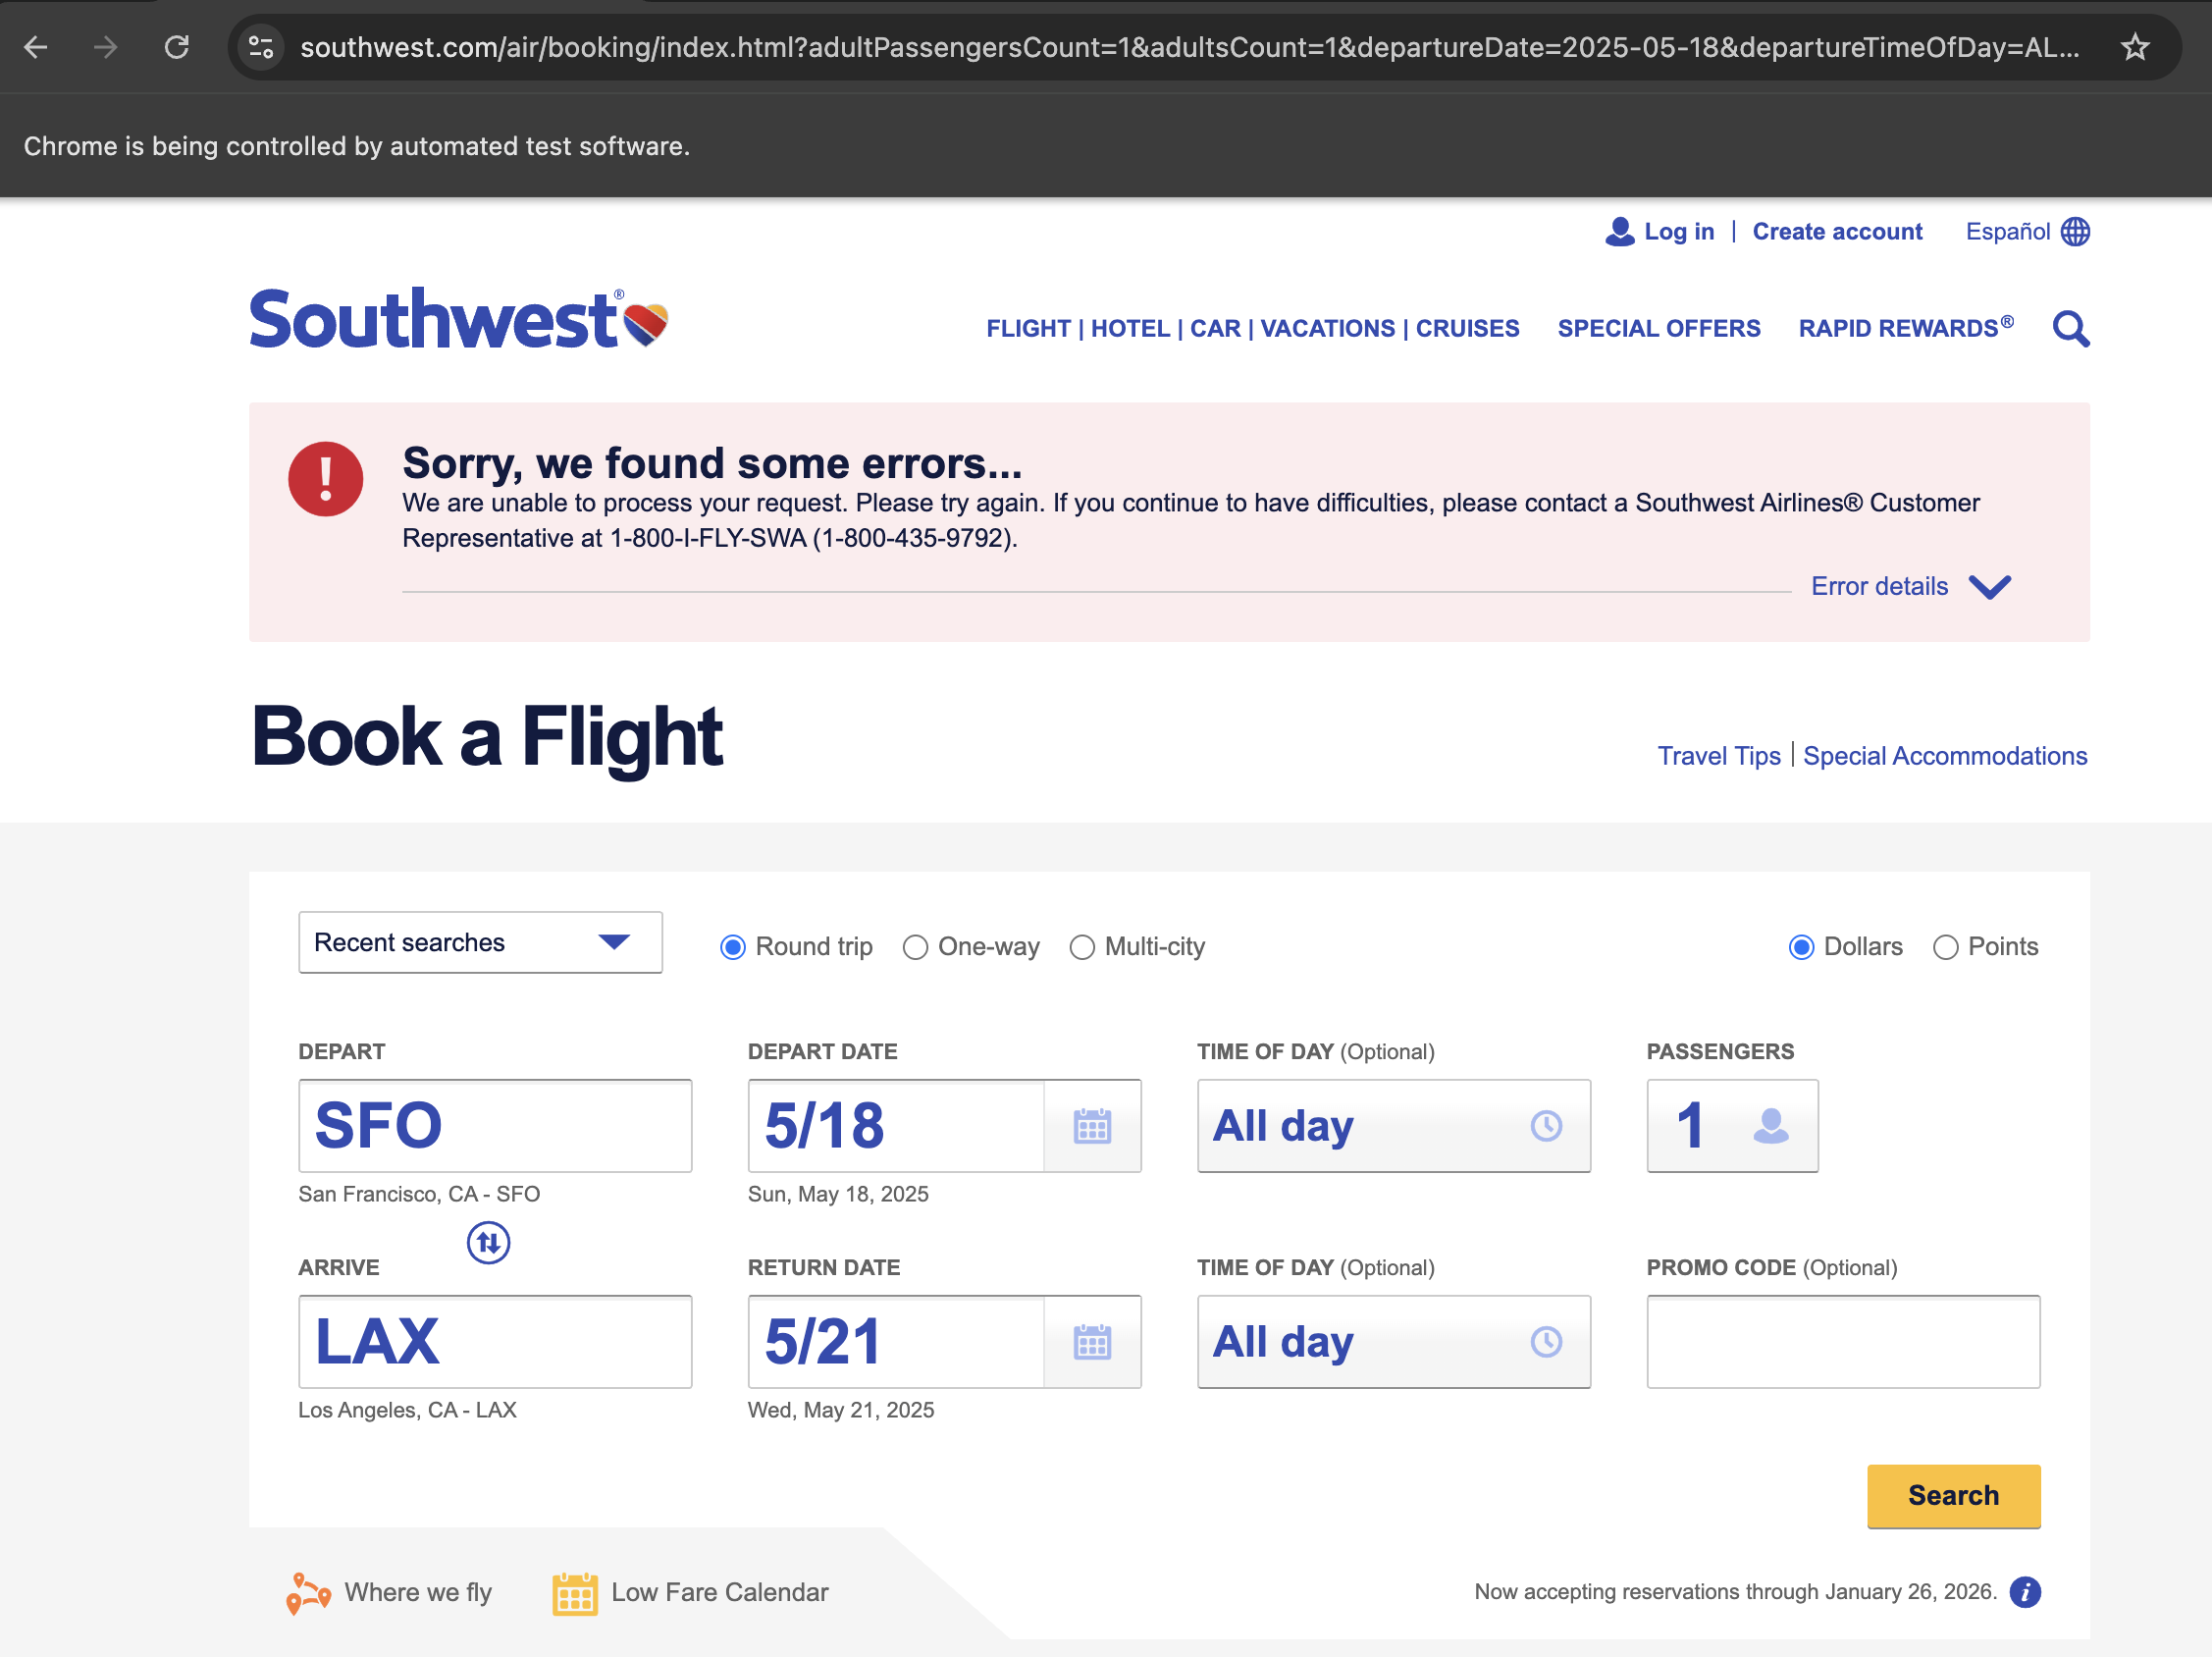 southwest.com/air/booking/index.html?adultPassengersCount=1&adultsCount=1&departureDate=2025-05-18&departureTimeOfDay=AL...
Chrome is being controlled by automated test software.
Log in | Create account Español
Southwest®
FLIGHT | HOTEL | CAR | VACATIONS | CRUISES SPECIAL OFFERS RAPID REWARDS®
Sorry, we found some errors...
We are unable to process your request. Please try again. If you continue to have difficulties, please contact a Southwest Airlines® Customer
Representative at 1-800-I-FLY-SWA (1-800-435-9792).
Error details
Book a Flight
Travel Tips | Special Accommodations
Recent searches Round trip One-way Multi-city Dollars Points
DEPART DEPART DATE TIME OF DAY (Optional) PASSENGERS
SFO 5/18 All day 1
San Francisco, CA - SFO Sun, May 18, 2025
ARRIVE RETURN DATE TIME OF DAY (Optional) PROMO CODE (Optional)
LAX 5/21 All day
Los Angeles, CA - LAX Wed, May 21, 2025
Search
Where we fly Low Fare Calendar Now accepting reservations through January 26, 2026. i